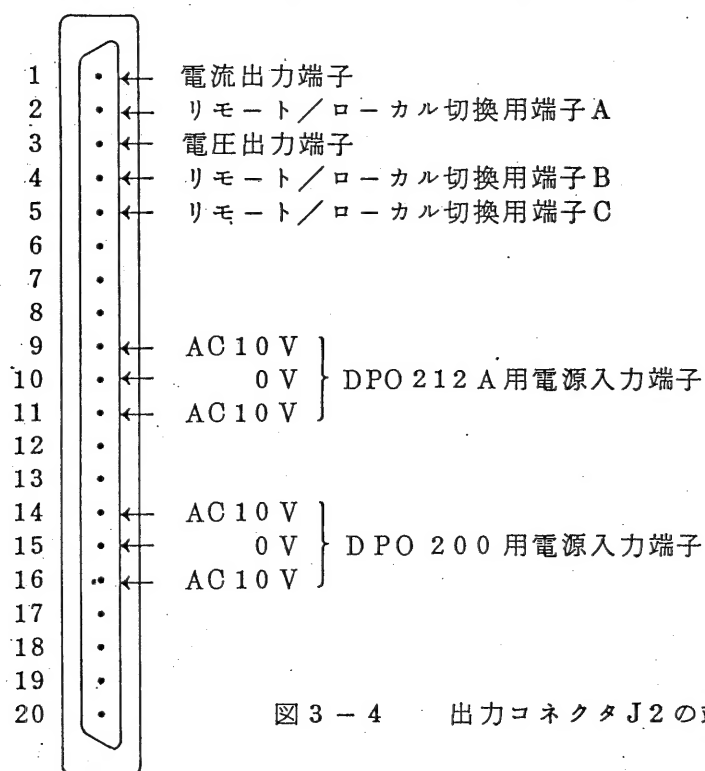 1 電流出力端子
2 リモート/ローカル切換用端子A
3 電圧出力端子
4 リモート/ローカル切換用端子B
5 リモート/ローカル切換用端子C
6
7
8
9 AC10V
10 0V DPO212A用電源入力端子
11 AC10V
12
13
14 AC10V
15 0V DPO 200用電源入力端子
16 AC10V
17
18
19
20
図3-4 出力コネクタJ2の